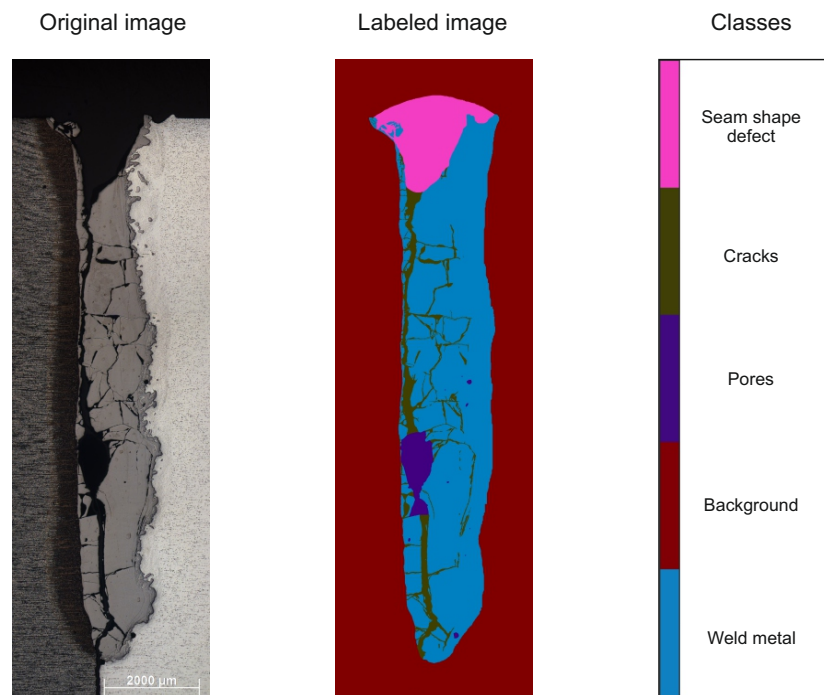 Original image
Labeled image
Classes
Seam shape
defect
Cracks
Pores
Background
Weld metal
2000 µm